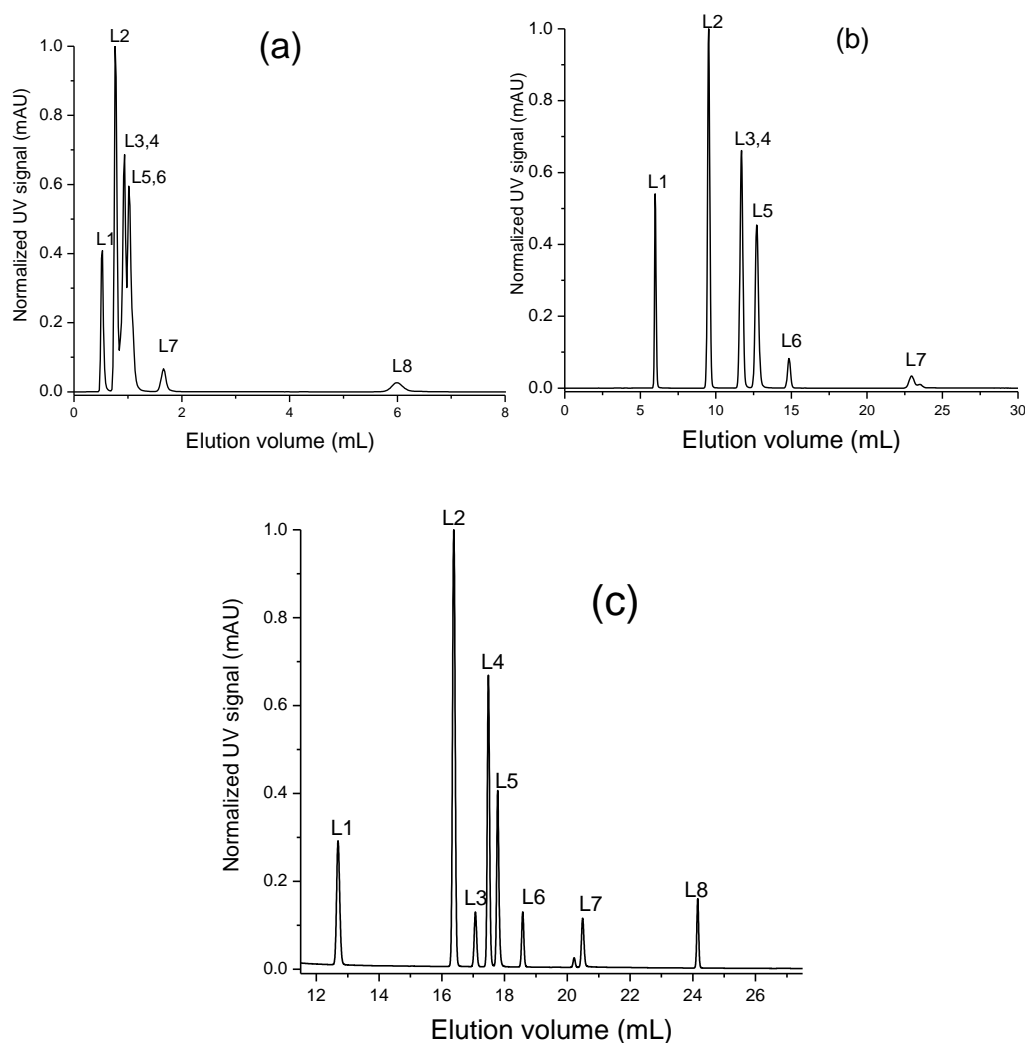 (a)
L2
L3,4
L5,6
L1
L7
L8
1.0
0.8
0.6
0.4
0.2
0.0
Normalized UV signal (mAU)
0 2 4 6 8
Elution volume (mL)
(b)
L2
L3,4
L1
L5
L6
L7
1.0
0.8
0.6
0.4
0.2
0.0
Normalized UV signal (mAU)
0 5 10 15 20 25 30
Elution volume (mL)
(c)
L2
L4
L5
L1
L3
L6
L7
L8
1.0
0.8
0.6
0.4
0.2
0.0
Normalized UV signal (mAU)
12 14 16 18 20 22 24 26
Elution volume (mL)